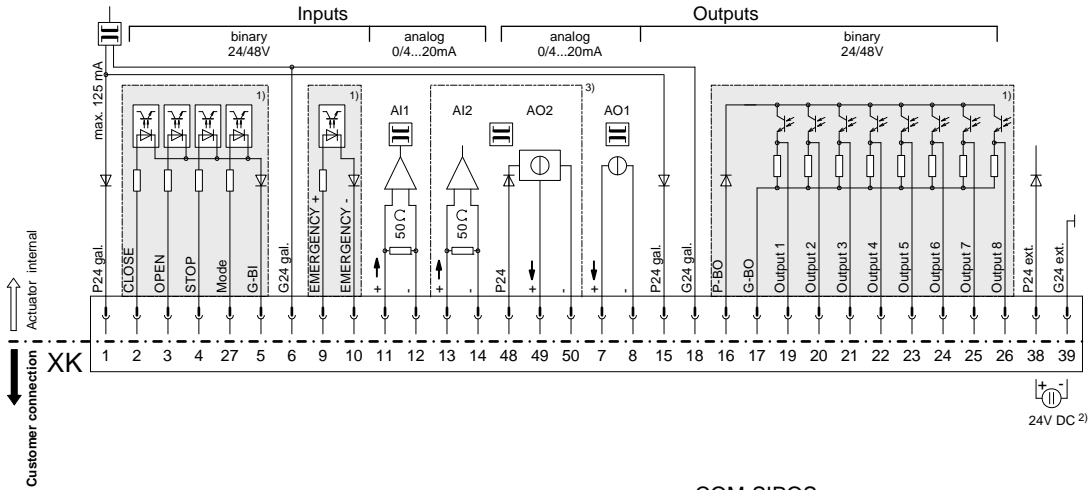 Inputs
Outputs
binary
24/48V
analog
0/4...20mA
analog
0/4...20mA
binary
24/48V
max. 125 mA
1)
1)
3)
1)
AI1
AI2
AO2
AO1
50Ω
50Ω
Actuator internal
Customer connection
P24 gal.
CLOSE
OPEN
STOP
Mode
G-BI
G24 gal.
EMERGENCY +
EMERGENCY -
+
-
+
-
P24
+
-
+
-
P24 gal.
G24 gal.
P-BO
G-BO
Output 1
Output 2
Output 3
Output 4
Output 5
Output 6
Output 7
Output 8
P24 ext.
G24 ext.
XK 1 2 3 4 27 5 6 9 10 11 12 13 14 48 49 50 7 8 15 18 16 17 19 20 21 22 23 24 25 26 38 39
+ -
24V DC 2)